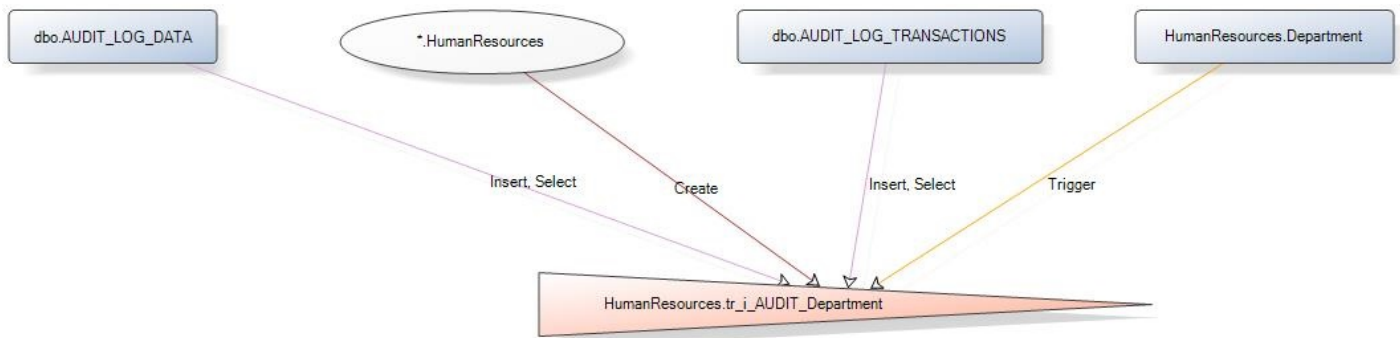 dbo.AUDIT_LOG_DATA
*.HumanResources
dbo.AUDIT_LOG_TRANSACTIONS
HumanResources.Department
Insert, Select
Create
Insert, Select
Trigger
HumanResources.tr_i_AUDIT_Department